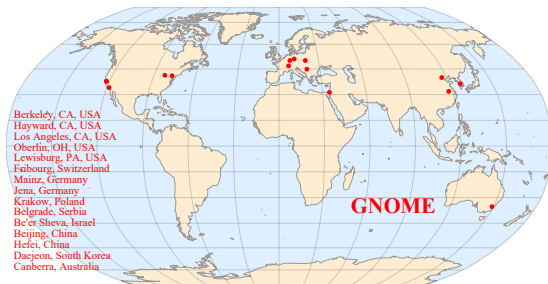 Berkeley, CA, USA
Hayward, CA, USA
Los Angeles, CA, USA
Oberlin, OH, USA
Lewisburg, PA, USA
Fribourg, Switzerland
Mainz, Germany
Jena, Germany
Krakow, Poland
Belgrade, Serbia
Be'er Sheva, Israel
Beijing, China
Hefei, China
Daejeon, South Korea
Canberra, Australia
GNOME